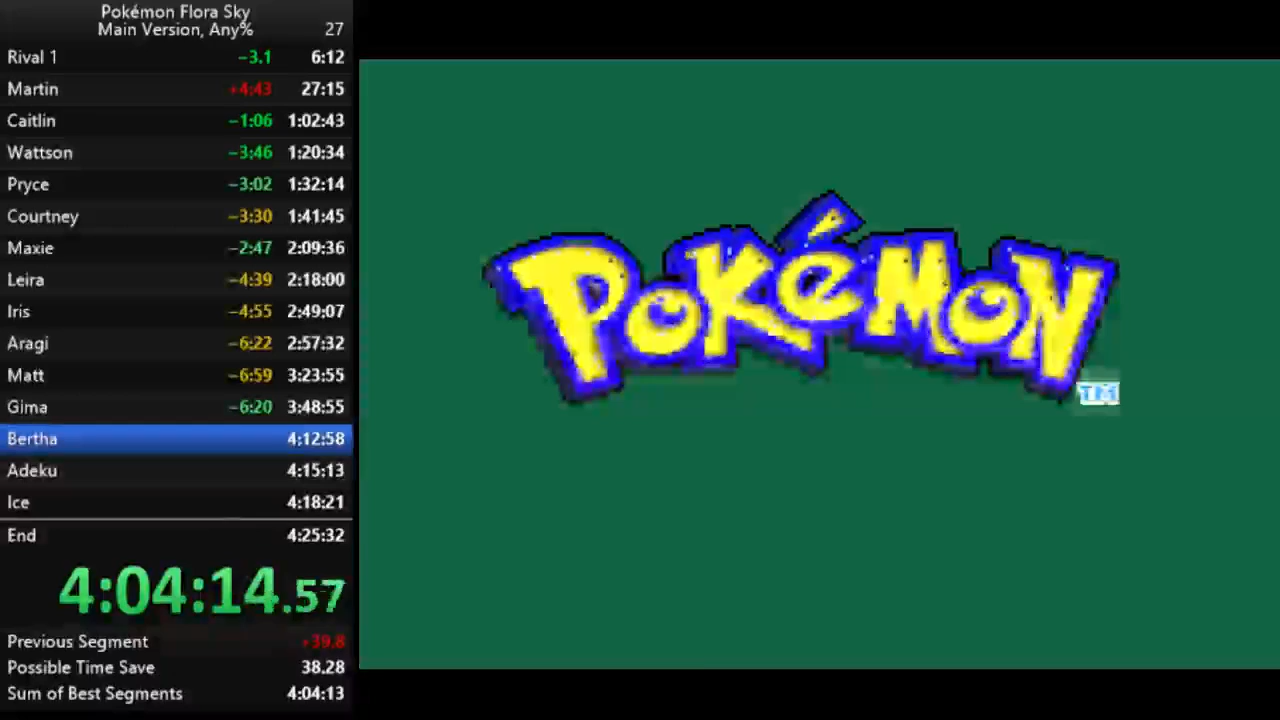 Pokémon Flora Sky
Main Version, Any% 27
Rival 1 −3.1 6:12
Martin +4:43 27:15
Caitlin −1:06 1:02:43
Wattson −3:46 1:20:34
Pryce −3:02 1:32:14
Courtney −3:30 1:41:45
Maxie −2:47 2:09:36
Leira −4:39 2:18:00
Iris −4:55 2:49:07
Aragi −6:22 2:57:32
Matt −6:59 3:23:55
Gima −6:20 3:48:55
Bertha 4:12:58
Adeku 4:15:13
Ice 4:18:21
End 4:25:32
4:04:14.57
Previous Segment +39.8
Possible Time Save 38.28
Sum of Best Segments 4:04:13
POKéMON
TM